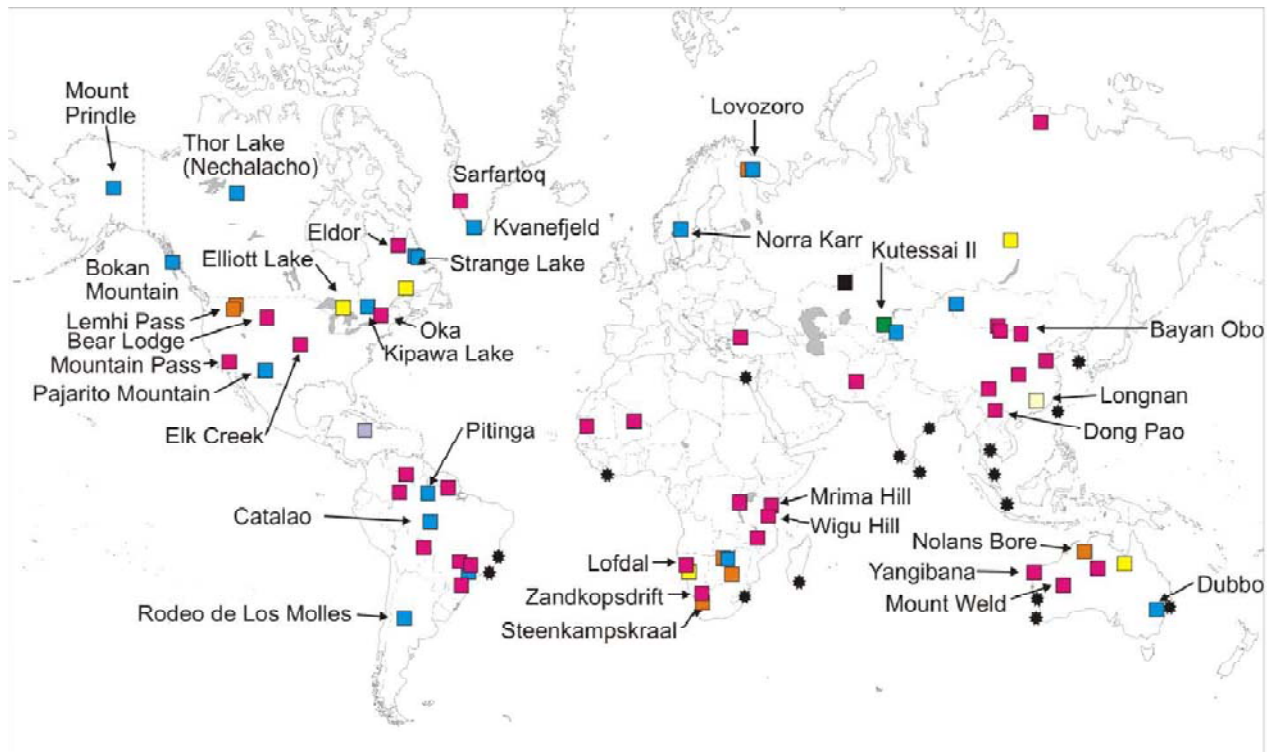 Mount
Prindle
Thor Lake
(Nechalacho)
Lovozoro
Sarfartoq
Kvanefjeld
Eldor
Norra Karr
Kutessai II
Elliott Lake
Strange Lake
Bokan
Mountain
Lemhi Pass
Bear Lodge
Oka
Kipawa Lake
Bayan Obo
Mountain Pass
Pajarito Mountain
Longnan
Elk Creek
Pitinga
Dong Pao
Mrima Hill
Catalao
Wigu Hill
Nolans Bore
Lofdal
Yangibana
Dubbo
Zandkopsdrift
Mount Weld
Rodeo de Los Molles
Steenkampskraal